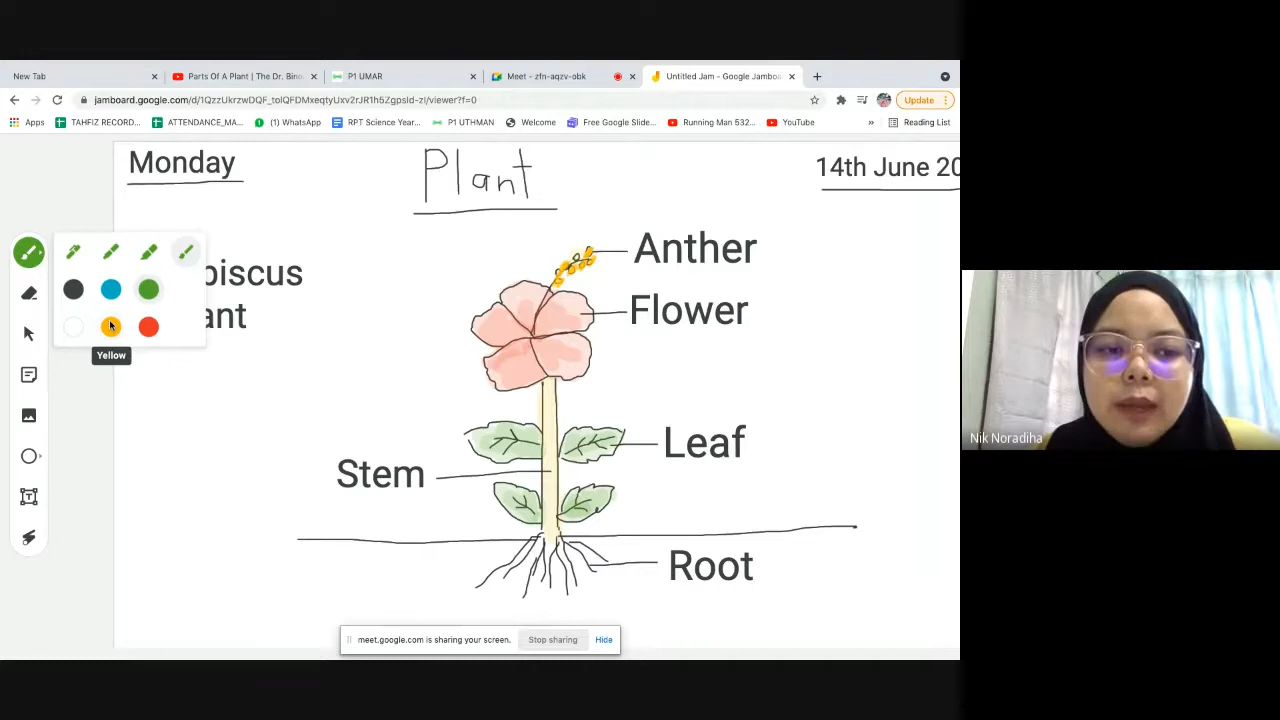 New Tab
Parts Of A Plant | The Dr. Bino
P1 UMAR
Meet - zfn-aqzv-obk
Untitled Jam - Google Jamboa
Update
Apps
TAHFIZ RECORD...
ATTENDANCE_MA...
(1) WhatsApp
RPT Science Year...
P1 UTHMAN
Welcome
Free Google Slide...
Running Man 532...
YouTube
»
Reading List
Monday
Plant
14th June 20
biscus
ant
Yellow
Anther
Flower
Leaf
Stem
Root
meet.google.com is sharing your screen.
Stop sharing
Hide
Nik Noradiha